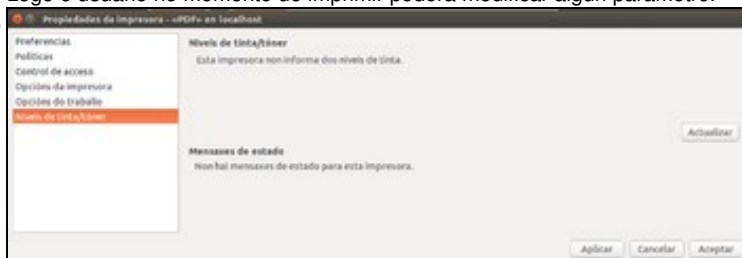 Logo o usuario no momento de imprimir poderá modificar algún parámetro.
Propiedades da impresora - «PDF» en localhost
Preferencias
Políticas
Control de acceso
Opcións da impresora
Opcións do traballo
Niveis de tinta/tóner
Niveis de tinta/tóner
Esta impresora non informa dos niveis de tinta.
Actualizar
Mensaxes de estado
Non hai mensaxes de estado para esta impresora.
Aplicar
Cancelar
Aceptar